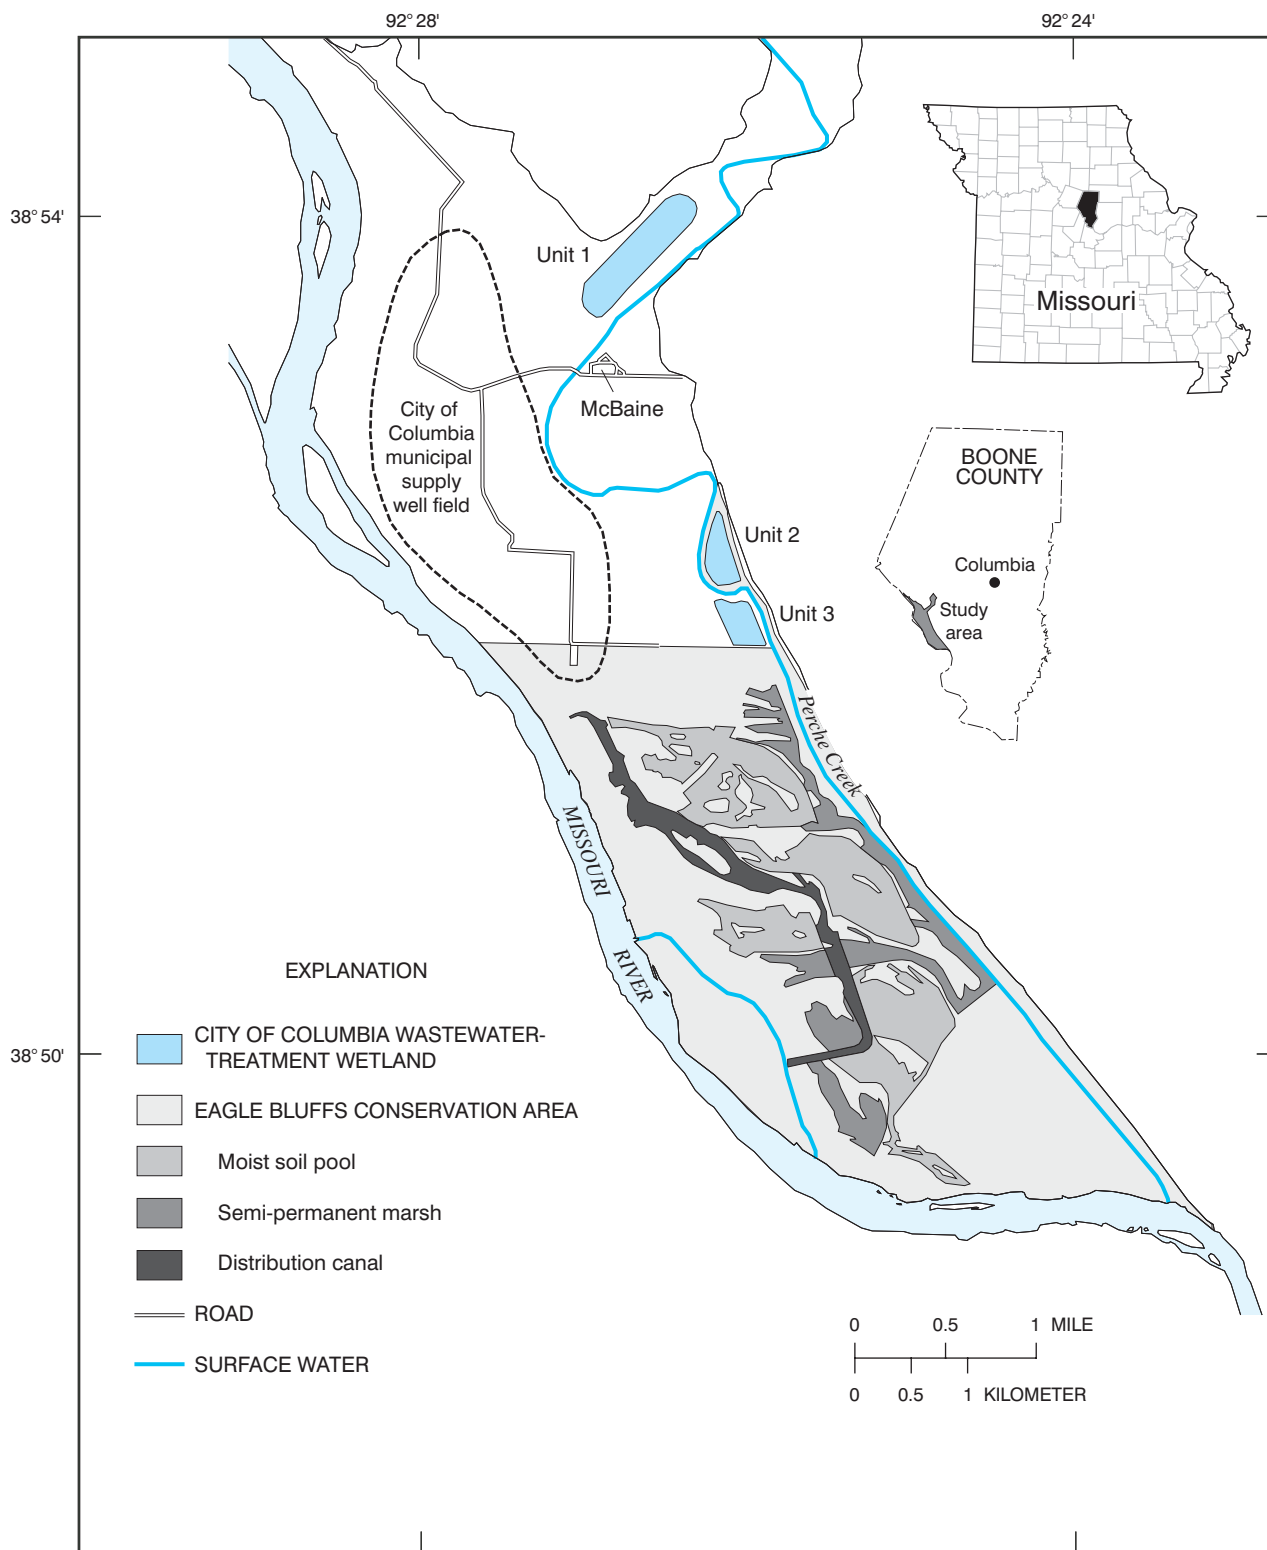 92° 28'
92° 24'
38° 54'
Unit 1
Missouri
McBaine
City of
Columbia
municipal
supply
well field
BOONE
COUNTY
Unit 2
Columbia
Study
area
Unit 3
Perche Creek
MISSOURI
RIVER
EXPLANATION
38° 50'
CITY OF COLUMBIA WASTEWATER-
TREATMENT WETLAND
EAGLE BLUFFS CONSERVATION AREA
Moist soil pool
Semi-permanent marsh
Distribution canal
ROAD
SURFACE WATER
0 0.5 1 MILE
0 0.5 1 KILOMETER